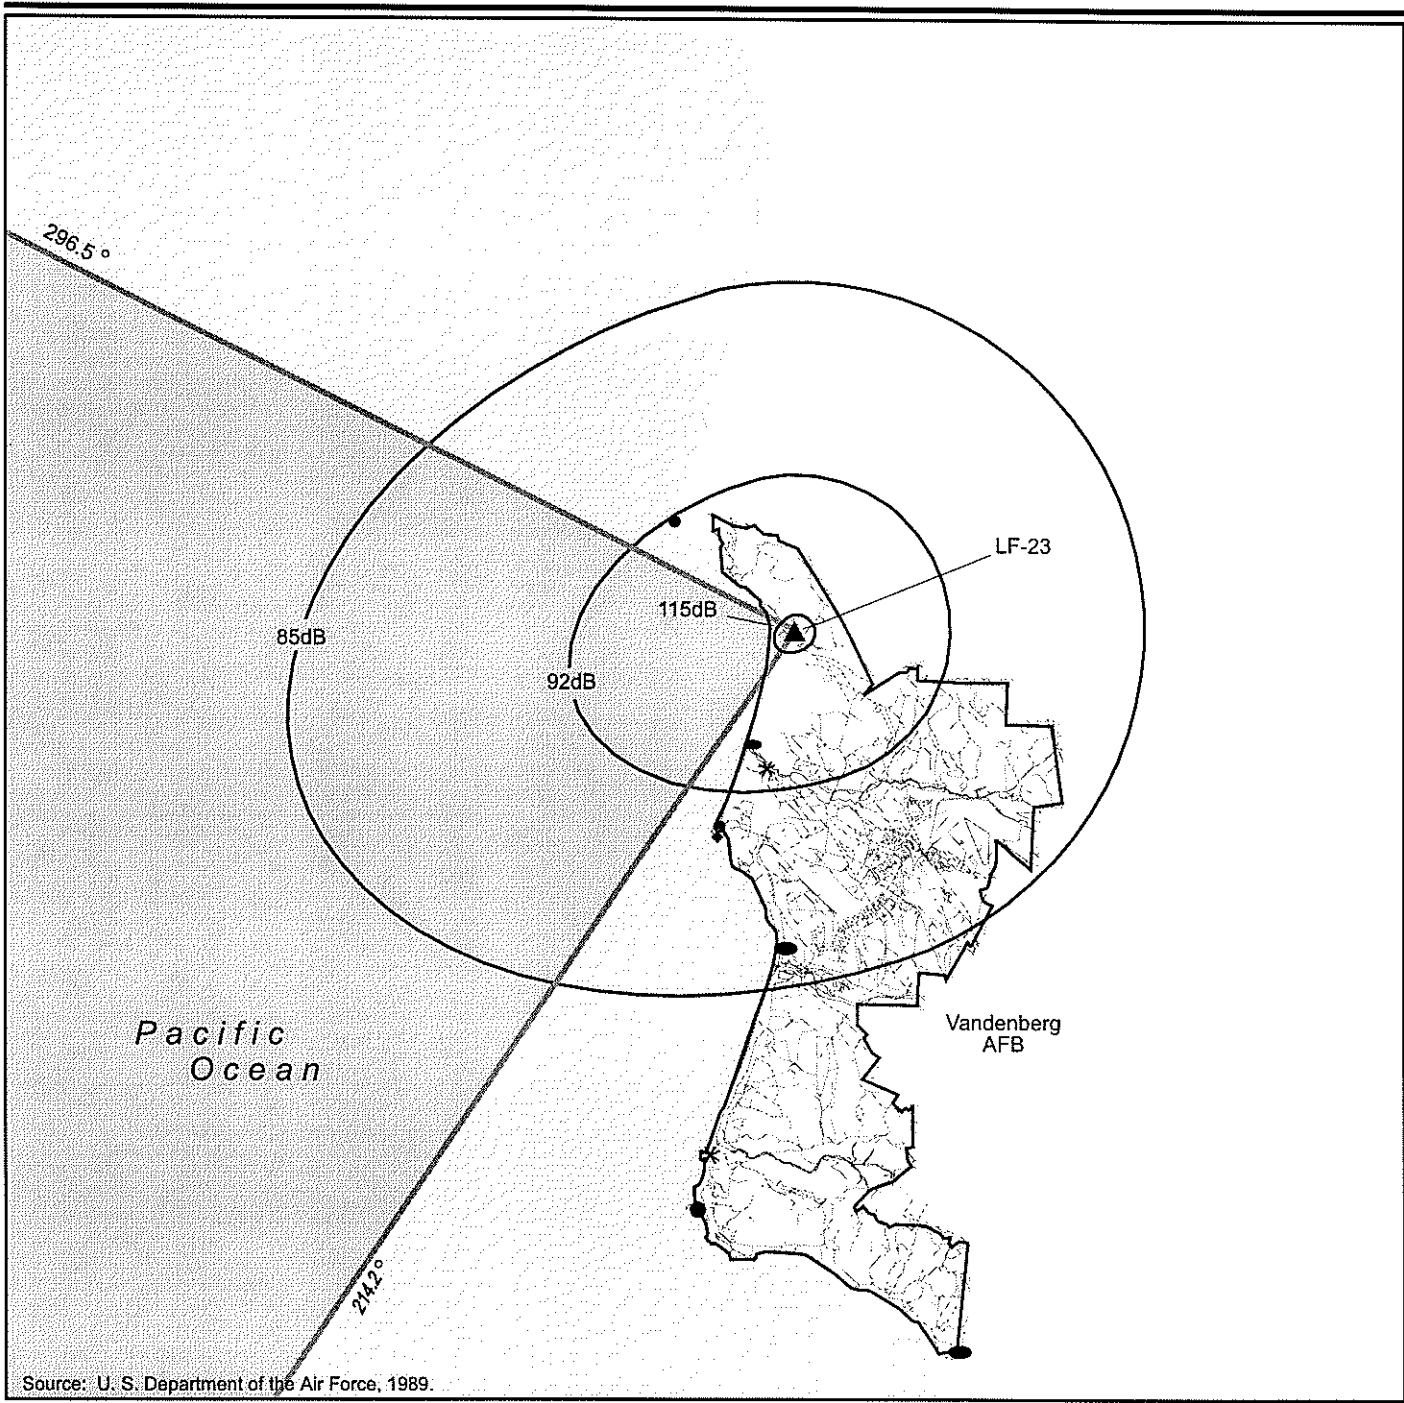 296.5 °
LF-23
115dB
85dB
92dB
Pacific
Ocean
Vandenberg
AFB
214.2°
Source: U. S. Department of the Air Force, 1989.